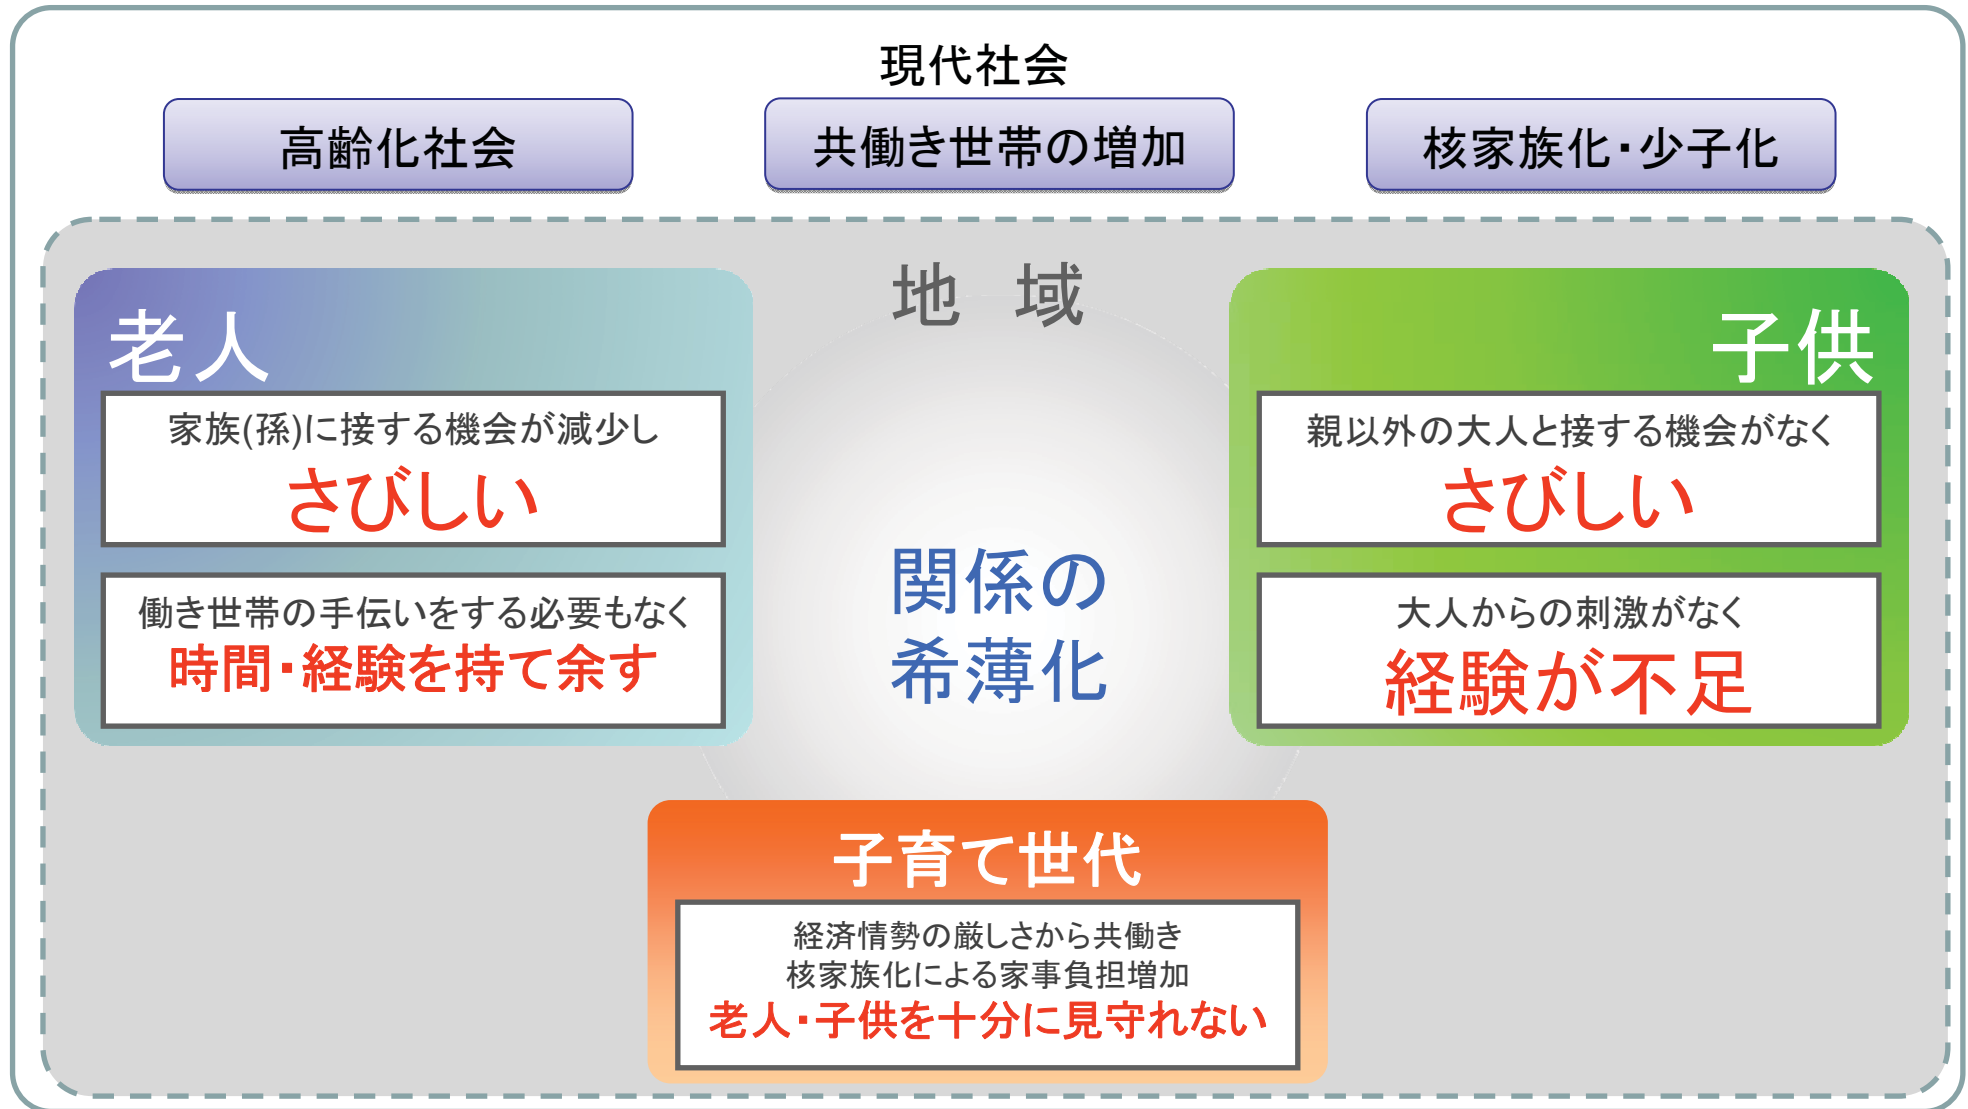 現代社会
高齢化社会
共働き世帯の増加
核家族化・少子化
地 域
老人
家族(孫)に接する機会が減少し
さびしい
働き世帯の手伝いをする必要もなく
時間・経験を持て余す
関係の
希薄化
子供
親以外の大人と接する機会がなく
さびしい
大人からの刺激がなく
経験が不足
子育て世代
経済情勢の厳しさから共働き
核家族化による家事負担増加
老人・子供を十分に見守れない